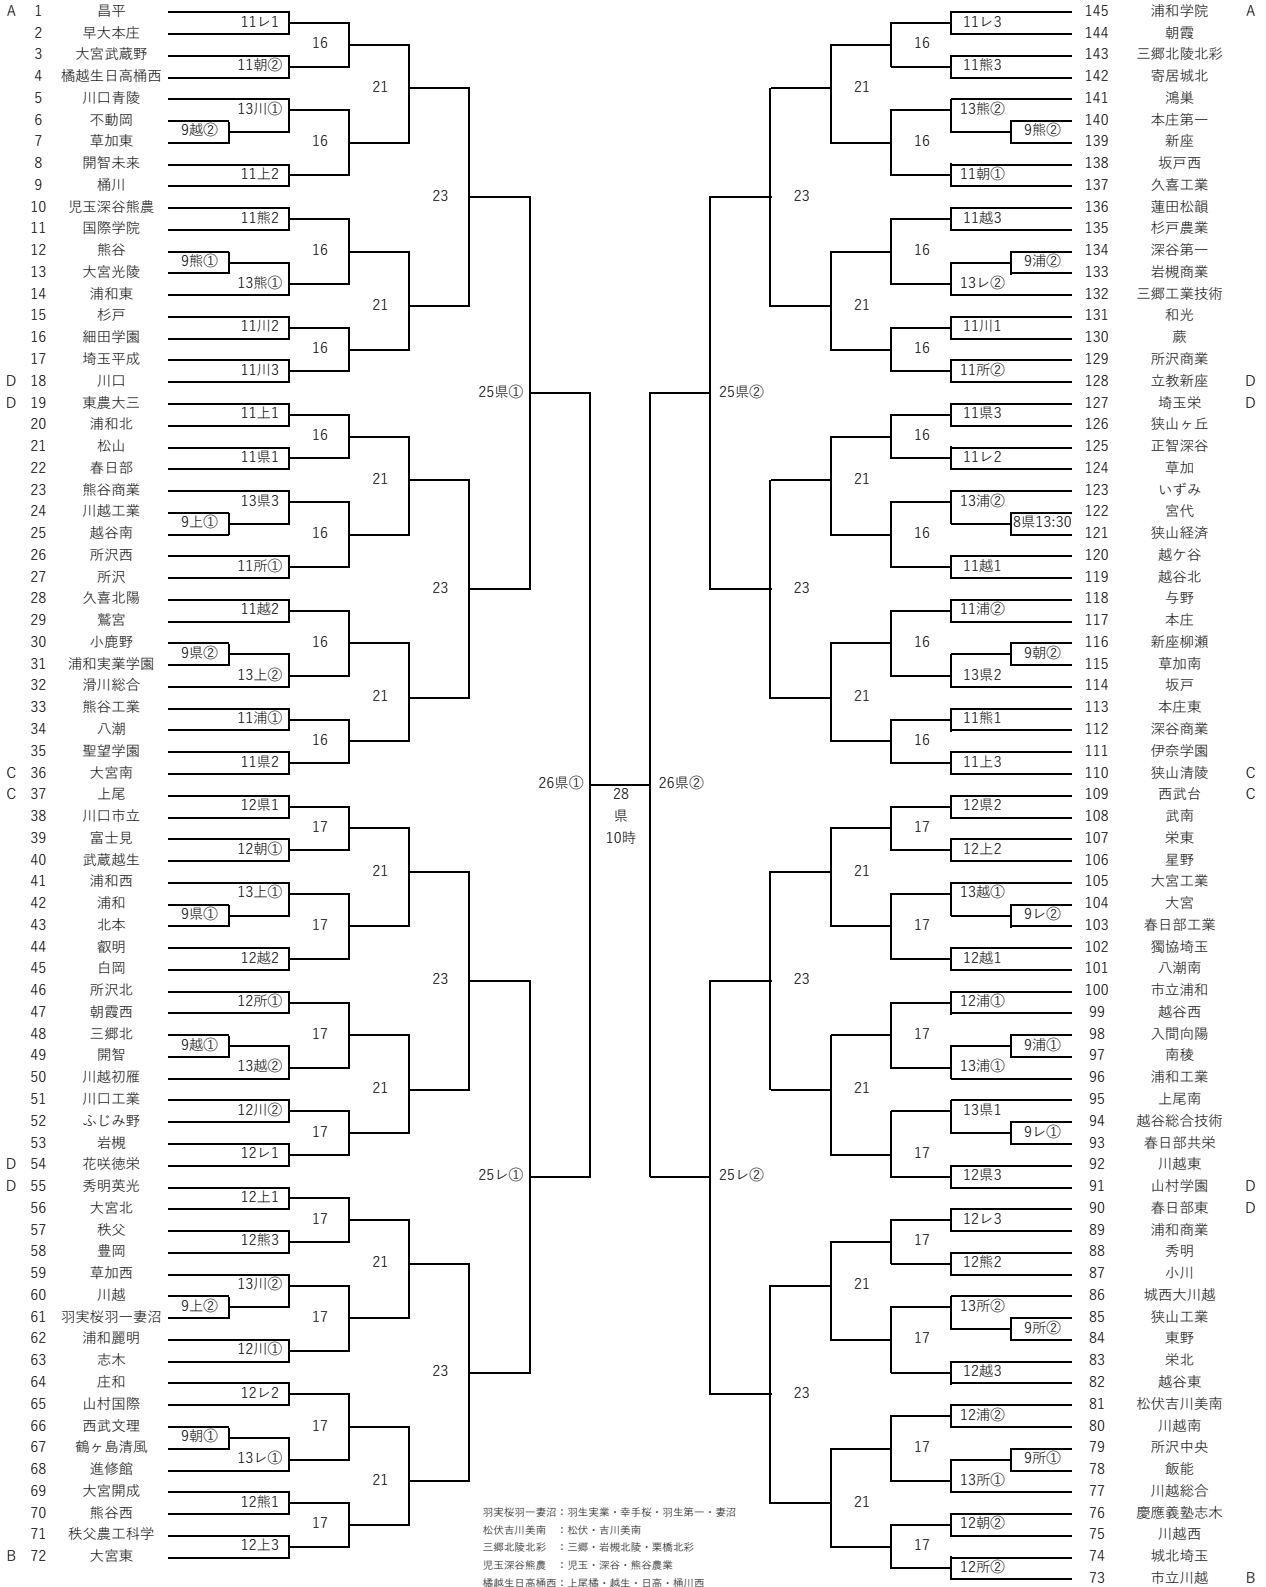 A 1 昌平
2 早大本庄
3 大宮武蔵野
4 橘越生日高桶西
5 川口青陵
6 不動岡
7 草加東
8 開智未来
9 桶川
10 児玉深谷熊農
11 国際学院
12 熊谷
13 大宮光陵
14 浦和東
15 杉戸
16 細田学園
17 埼玉平成
D 18 川口
D 19 東農大三
20 浦和北
21 松山
22 春日部
23 熊谷商業
24 川越工業
25 越谷南
26 所沢西
27 所沢
28 久喜北陽
29 鷲宮
30 小鹿野
31 浦和実業学園
32 滑川総合
33 熊谷工業
34 八潮
35 聖望学園
C 36 大宮南
C 37 上尾
38 川口市立
39 富士見
40 武蔵越生
41 浦和西
42 浦和
43 北本
44 叡明
45 白岡
46 所沢北
47 朝霞西
48 三郷北
49 開智
50 川越初雁
51 川口工業
52 ふじみ野
53 岩槻
D 54 花咲徳栄
D 55 秀明英光
56 大宮北
57 秩父
58 豊岡
59 草加西
60 川越
61 羽実桜羽一妻沼
62 浦和麗明
63 志木
64 庄和
65 山村国際
66 西武文理
67 鶴ヶ島清風
68 進修館
69 大宮開成
70 熊谷西
71 秩父農工科学
B 72 大宮東
9越②
9熊①
9上①
9県②
9県①
9越①
9上②
9朝①
11レ1
11朝②
13川①
11上2
11熊2
13熊①
11川2
11川3
11上1
11県1
13県3
11所①
11越2
13上②
11浦①
11県2
12県1
12朝①
13上①
12越2
12所①
13越②
12川②
12レ1
12上1
12熊3
13川②
12川①
12レ2
13レ①
12熊1
12上3
16
16
16
16
16
16
16
16
17
17
17
17
17
17
17
17
21
21
21
21
21
21
21
21
23
23
23
23
25県①
25レ①
26県①
28
県
10時
26県②
25県②
25レ②
23
23
23
23
21
21
21
21
21
21
21
21
16
16
16
16
16
16
16
16
17
17
17
17
17
17
17
17
11レ3
11熊3
13熊②
11朝①
11越3
13レ②
11川1
11所②
11県3
11レ2
13浦②
11越1
11浦②
13県2
11熊1
11上3
12県2
12上2
13越①
12越1
12浦①
13浦①
13県1
12県3
12レ3
12熊2
13所②
12越3
12浦②
13所①
12朝②
12所②
9熊②
9浦②
8県13:30
9朝②
9レ②
9浦①
9レ①
9所②
9所①
145 浦和学院 A
144 朝霞
143 三郷北陵北彩
142 寄居城北
141 鴻巣
140 本庄第一
139 新座
138 坂戸西
137 久喜工業
136 蓮田松韻
135 杉戸農業
134 深谷第一
133 岩槻商業
132 三郷工業技術
131 和光
130 蕨
129 所沢商業
128 立教新座 D
127 埼玉栄 D
126 狭山ヶ丘
125 正智深谷
124 草加
123 いずみ
122 宮代
121 狭山経済
120 越ケ谷
119 越谷北
118 与野
117 本庄
116 新座柳瀬
115 草加南
114 坂戸
113 本庄東
112 深谷商業
111 伊奈学園
110 狭山清陵 C
109 西武台 C
108 武南
107 栄東
106 星野
105 大宮工業
104 大宮
103 春日部工業
102 獨協埼玉
101 八潮南
100 市立浦和
99 越谷西
98 入間向陽
97 南稜
96 浦和工業
95 上尾南
94 越谷総合技術
93 春日部共栄
92 川越東
91 山村学園 D
90 春日部東 D
89 浦和商業
88 秀明
87 小川
86 城西大川越
85 狭山工業
84 東野
83 栄北
82 越谷東
81 松伏吉川美南
80 川越南
79 所沢中央
78 飯能
77 川越総合
76 慶應義塾志木
75 川越西
74 城北埼玉
73 市立川越 B
羽実桜羽一妻沼：羽生実業・幸手桜・羽生第一・妻沼
松伏吉川美南 ：松伏・吉川美南
三郷北陵北彩 ：三郷・岩槻北陵・栗橋北彩
児玉深谷熊農 ：児玉・深谷・熊谷農業
橘越生日高桶西：上尾橘・越生・日高・桶川西